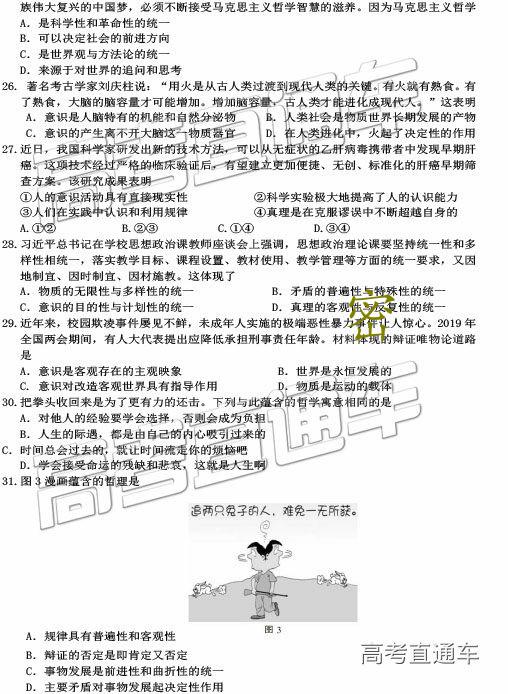 族伟大复兴的中国梦，必须不断接受马克思主义哲学智慧的滋养。因为马克思主义哲学
A. 是科学性和革命性的统一
B. 可以决定社会的前进方向
C. 是世界观与方法论的统一
D. 来源于对世界的追问和思考
26. 著名考古学家刘庆柱说：“用火是从古人类过渡到现代人类的关键。有火就有熟食。有
了熟食，大脑的脑容量才可能增加。增加脑容量，古人类才能进化成现代人。”这表明
A. 意识是人脑特有的机能和自然分泌物 B. 人类社会是物质世界长期发展的产物
C. 意识的产生离不开大脑这一物质器官 D. 在人类进化中，火起了决定性的作用
27. 近日，我国科学家研发出新的技术方法，可以从无症状的乙肝病毒携带者中发现早期肝
癌。这项技术经过严格的临床验证后，有望建立更加便捷、无创、标准化的肝癌早期筛
查方案。该研究成果表明
①人的意识活动具有直接现实性 ②科学实验极大地提高了人的认识能力
③人们在实践中认识和利用规律 ④真理是在克服谬误中不断超越自身的
A. ①② B. ②③ C. ①④ D. ③④
28. 习近平总书记在学校思想政治课教师座谈会上强调，思想政治理论课要坚持统一性和多
样性相统一，落实教学目标、课程设置、教材使用、教学管理等方面的统一要求，又因
地制宜、因时制宜、因材施教。这体现了
A. 物质的无限性与多样性的统一 B. 矛盾的普遍性与特殊性的统一
C. 意识的目的性与计划性的统一 D. 真理的客观性与反复性的统一
密
29. 近年来，校园欺凌事件屡见不鲜，未成年人实施的极端恶性暴力事件让人惊心。2019 年
全国两会期间，有人大代表提出应降低承担刑事责任年龄。材料体现的辩证唯物论道路
是
A. 意识是客观存在的主观映象 B. 世界是永恒发展的
C. 意识对改造客观世界具有指导作用 D. 物质是运动的载体
30. 把拳头收回来是为了更有力的还击。下列与此蕴含的哲学寓意相同的是
A. 对他人的经验要学会选择，否则会成为负担
B. 人生的际遇，都是由自己的内心吸引过来的
C. 时间总会过去的，就让时间流走你的烦恼吧
D. 学会接受命运的残缺和悲哀，这就是人生啊
31. 图 3 漫画蕴含的哲理是
追两只兔子的人，难免一无所获。
图 3
A. 规律具有普遍性和客观性
B. 辩证的否定是即肯定又否定
C. 事物发展是前进性和曲折性的统一
D. 主要矛盾对事物发展起决定性作用
高考直通车
高考直通车
高考直通车
高考直通车